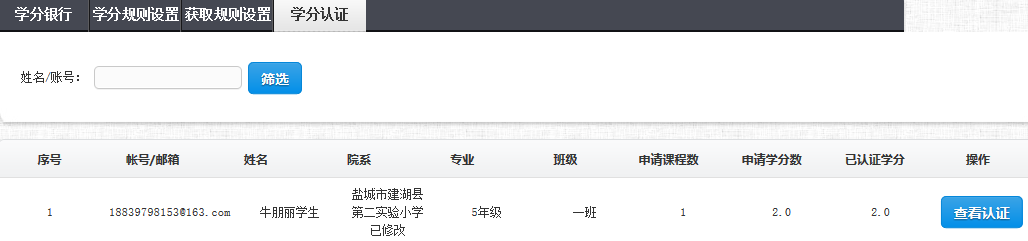 学分银行 学分规则设置 获取规则设置 学分认证
姓名/账号： 筛选
序号 帐号/邮箱 姓名 院系 专业 班级 申请课程数 申请学分数 已认证学分 操作
盐城市建湖县
1 18839798153@163.com 牛朋丽学生 第二实验小学 5年级 一班 1 2.0 2.0 查看认证
已修改